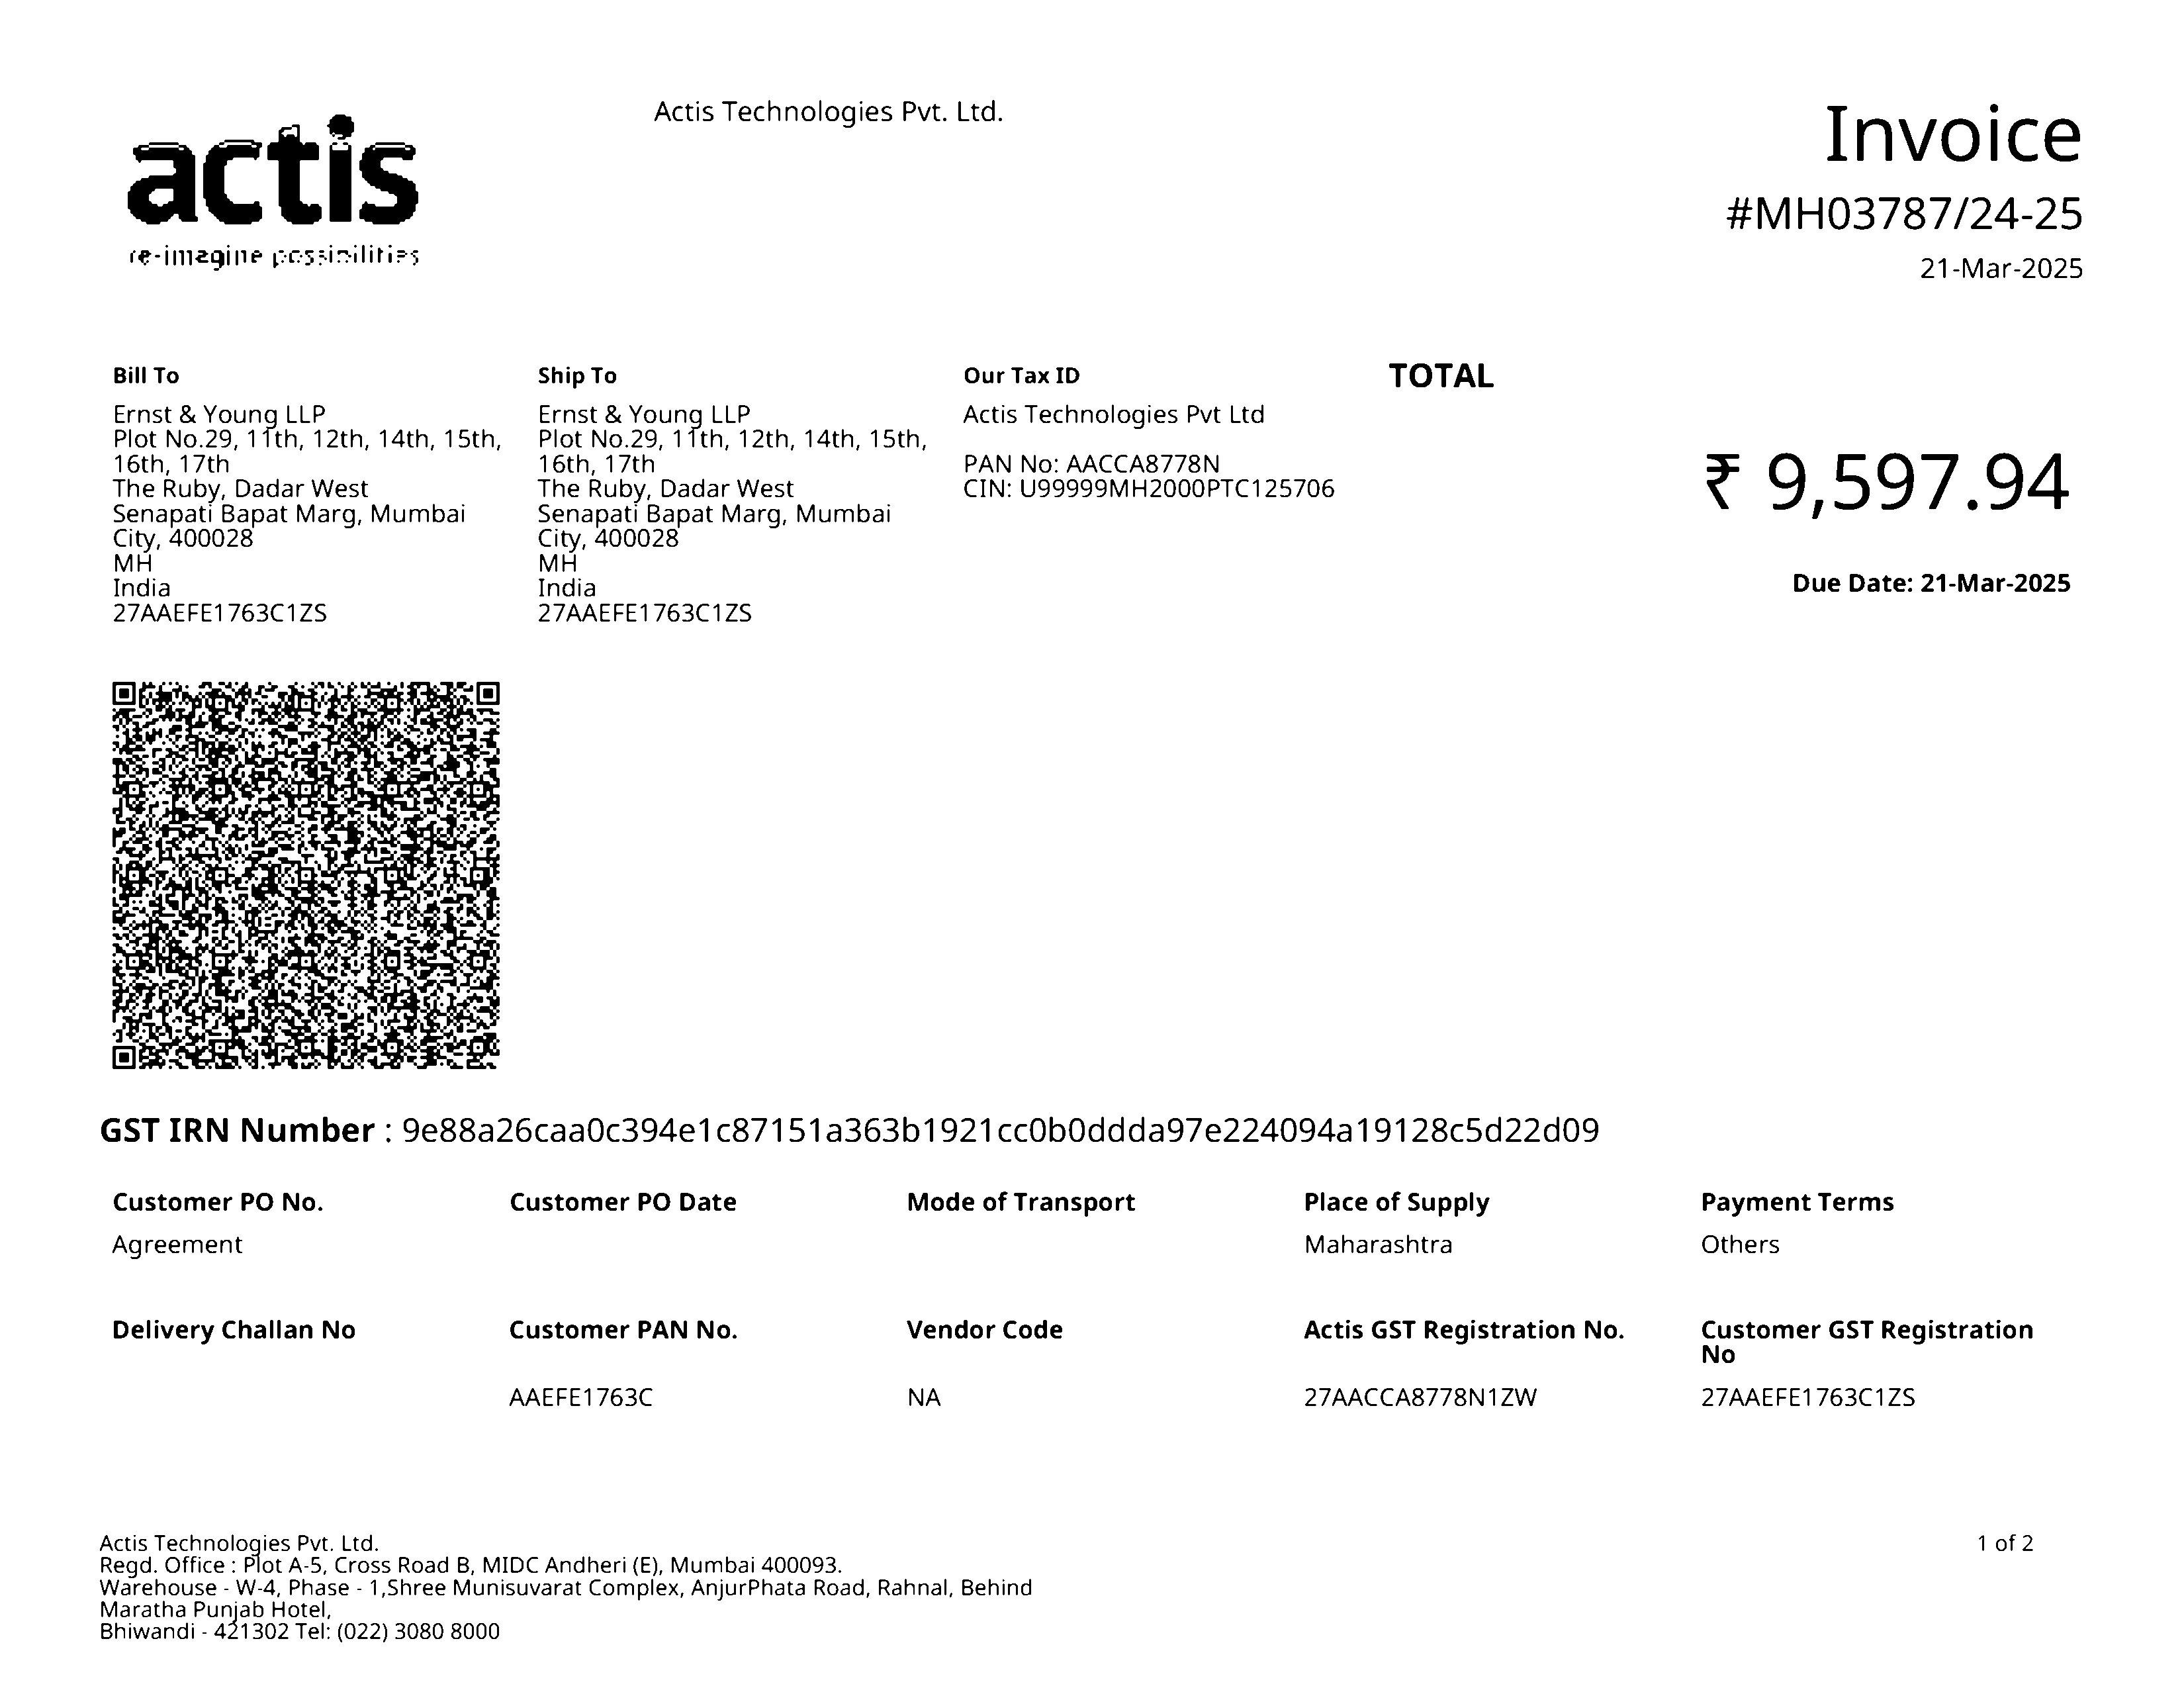 actis
re-imagine possibilities
Actis Technologies Pvt. Ltd.
Invoice
#MH03787/24-25
21-Mar-2025
Bill To
Ernst & Young LLP
Plot No.29, 11th, 12th, 14th, 15th,
16th, 17th
The Ruby, Dadar West
Senapati Bapat Marg, Mumbai
City, 400028
MH
India
27AAEFE1763C1ZS
Ship To
Ernst & Young LLP
Plot No.29, 11th, 12th, 14th, 15th,
16th, 17th
The Ruby, Dadar West
Senapati Bapat Marg, Mumbai
City, 400028
MH
India
27AAEFE1763C1ZS
Our Tax ID
Actis Technologies Pvt Ltd
PAN No: AACCA8778N
CIN: U99999MH2000PTC125706
TOTAL
₹ 9,597.94
Due Date: 21-Mar-2025
GST IRN Number : 9e88a26caa0c394e1c87151a363b1921cc0b0ddda97e224094a19128c5d22d09
Customer PO No.
Agreement
Customer PO Date
Mode of Transport
Place of Supply
Maharashtra
Payment Terms
Others
Delivery Challan No
Customer PAN No.
AAEFE1763C
Vendor Code
NA
Actis GST Registration No.
27AACCA8778N1ZW
Customer GST Registration
No
27AAEFE1763C1ZS
Actis Technologies Pvt. Ltd.
Regd. Office : Plot A-5, Cross Road B, MIDC Andheri (E), Mumbai 400093.
Warehouse - W-4, Phase - 1,Shree Munisuvarat Complex, AnjurPhata Road, Rahnal, Behind
Maratha Punjab Hotel,
Bhiwandi - 421302 Tel: (022) 3080 8000
1 of 2